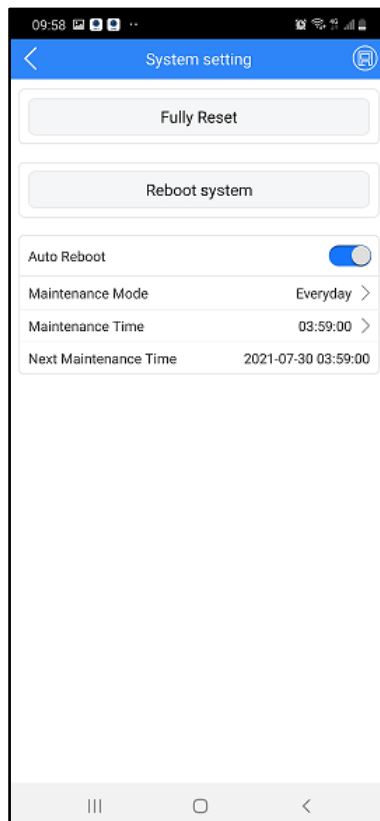 09:58
System setting
Fully Reset
Reboot system
Auto Reboot
Maintenance Mode Everyday
Maintenance Time 03:59:00
Next Maintenance Time 2021-07-30 03:59:00